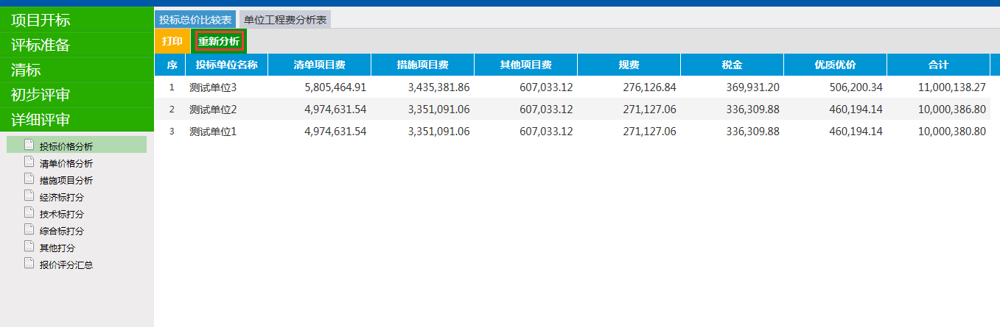 项目开标
评标准备
清标
初步评审
详细评审
投标价格分析
清单价格分析
措施项目分析
经济标打分
技术标打分
综合标打分
其他打分
报价评分汇总
投标总价比较表 单位工程费分析表
打印 重新分析
序 投标单位名称 清单项目费 措施项目费 其他项目费 规费 税金 优质优价 合计
1 测试单位3 5,805,464.91 3,435,381.86 607,033.12 276,126.84 369,931.20 506,200.34 11,000,138.27
2 测试单位2 4,974,631.54 3,351,091.06 607,033.12 271,127.06 336,309.88 460,194.14 10,000,386.80
3 测试单位1 4,974,631.54 3,351,091.06 607,033.12 271,127.06 336,309.88 460,194.14 10,000,380.80